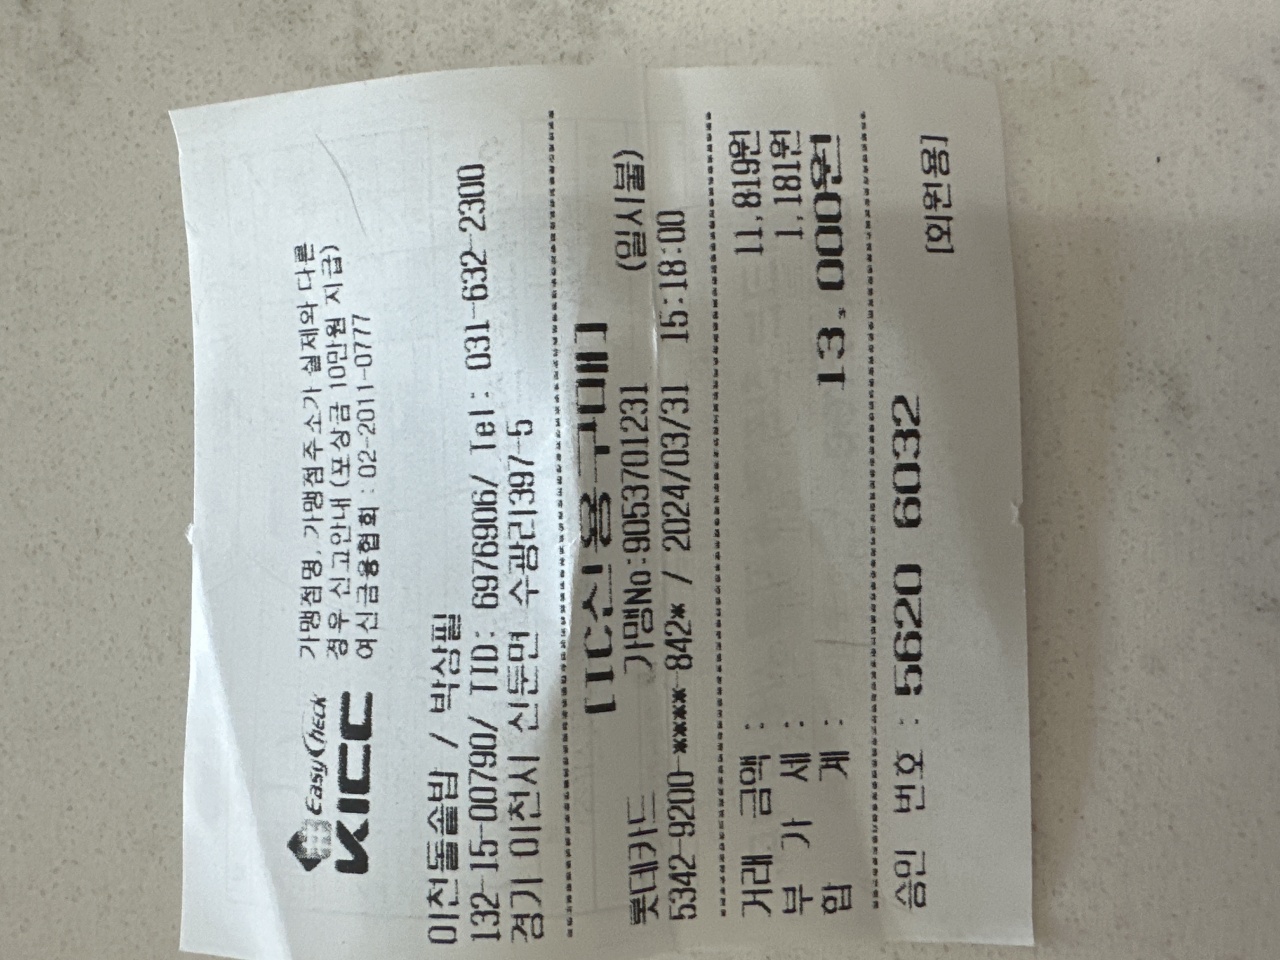 EasyCheck
KICC
가맹점명, 가맹점주소가 실제와 다른
경우 신고안내 (포상금 10만원 지급)
여신금융협회 : 02-2011-0777
이천돌솥밥 / 박상필
132-15-00790/ TID: 6976906/ Tel: 031-632-2300
경기 이천시 신둔면 수광리397-5
[IC신용구매]
롯데카드 가맹No:9053701231 (일시불)
5342-9200-****-842* / 2024/03/31 15:18:00
거래 금액 : 11,819원
부 가 세 : 1,181원
합 계 : 13,000원
승인 번호 : 5620 6032
[회원용]